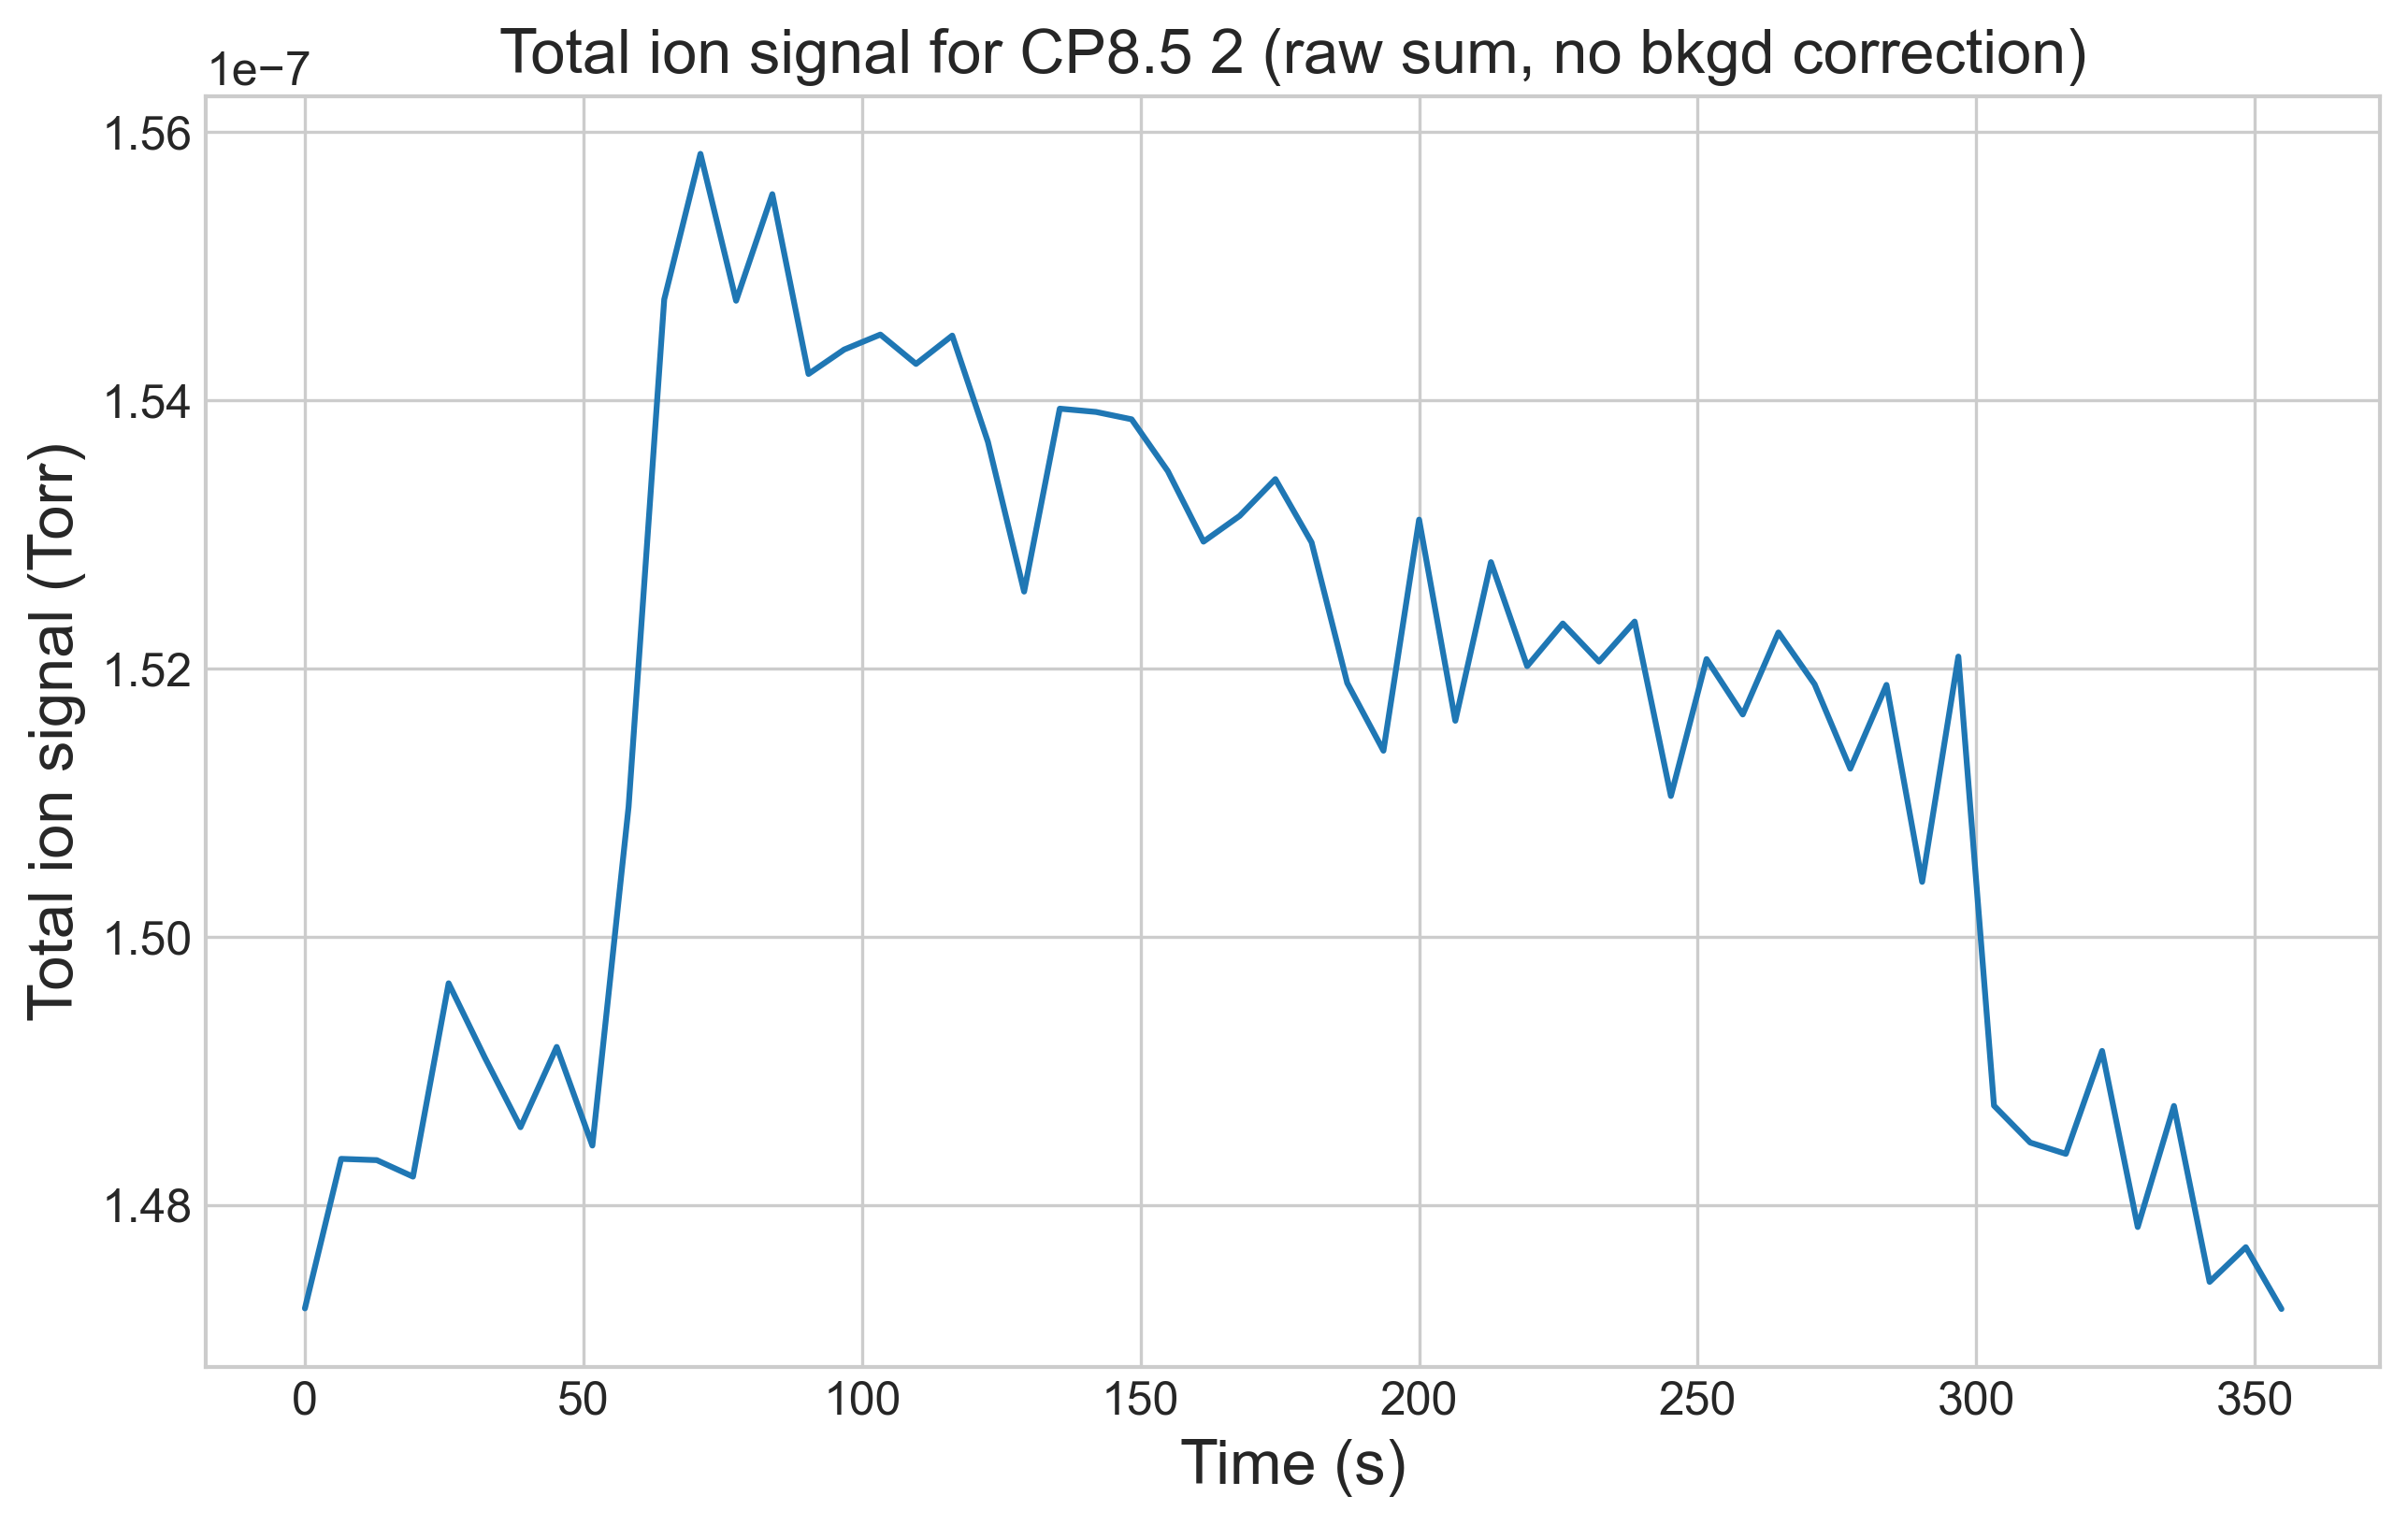 Total ion signal for CP8.5 2 (raw sum, no bkgd correction)
1e−7
1.56
1.54
1.52
1.50
1.48
Total ion signal (Torr)
0 50 100 150 200 250 300 350
Time (s)